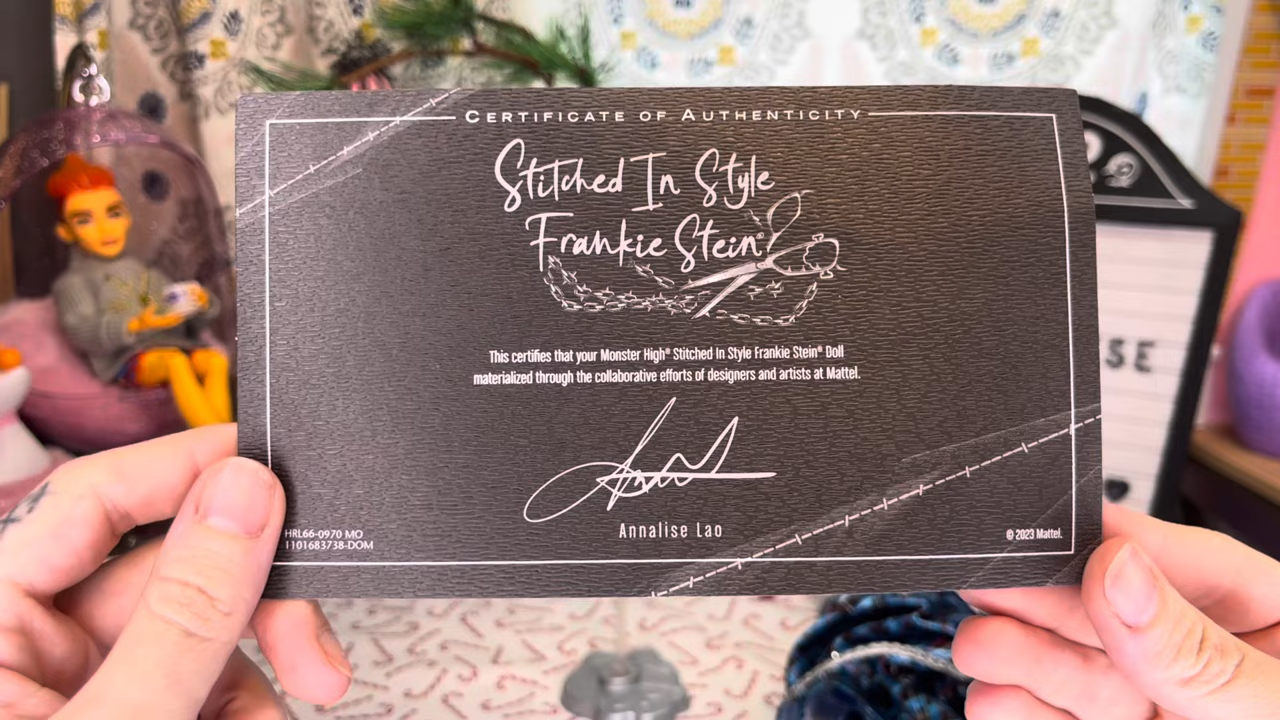 CERTIFICATE OF AUTHENTICITY
Stitched In Style
Frankie Stein®
This certifies that your Monster High® Stitched In Style Frankie Stein® Doll
materialized through the collaborative efforts of designers and artists at Mattel.
Annalise Lao
HRL66-0970 MO
1101683738-DOM
© 2023 Mattel.
SE